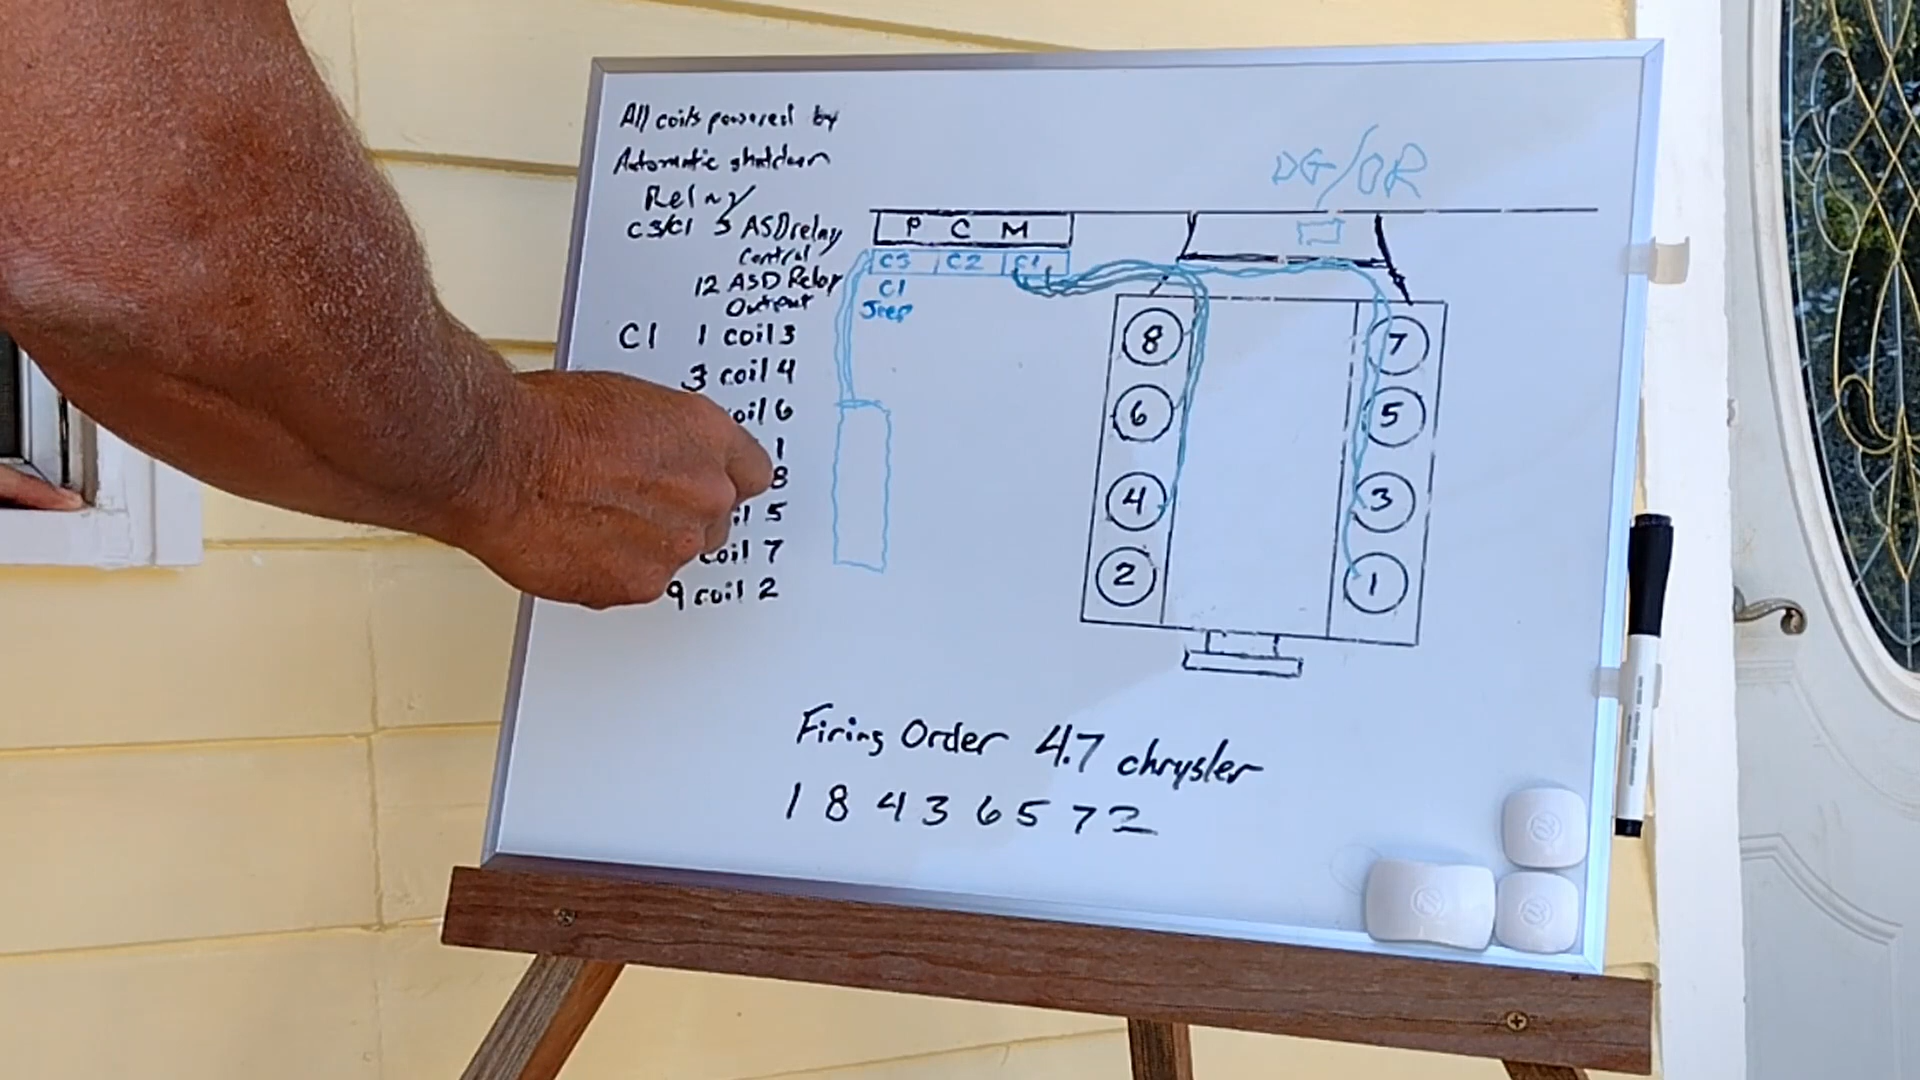 All coils powered by
Automatic shutdown
Relay
C3/C1 3 ASD relay
Control
12 ASD Relay
Output
C1 1 coil 3
3 coil 4
oil 6
1
8
il 5
coil 7
9 coil 2
DG/OR
P C M
C3 C2 C1
C1
Jeep
8 7
6 5
4 3
2 1
Firing Order 4.7 chrysler
1 8 4 3 6 5 7 2